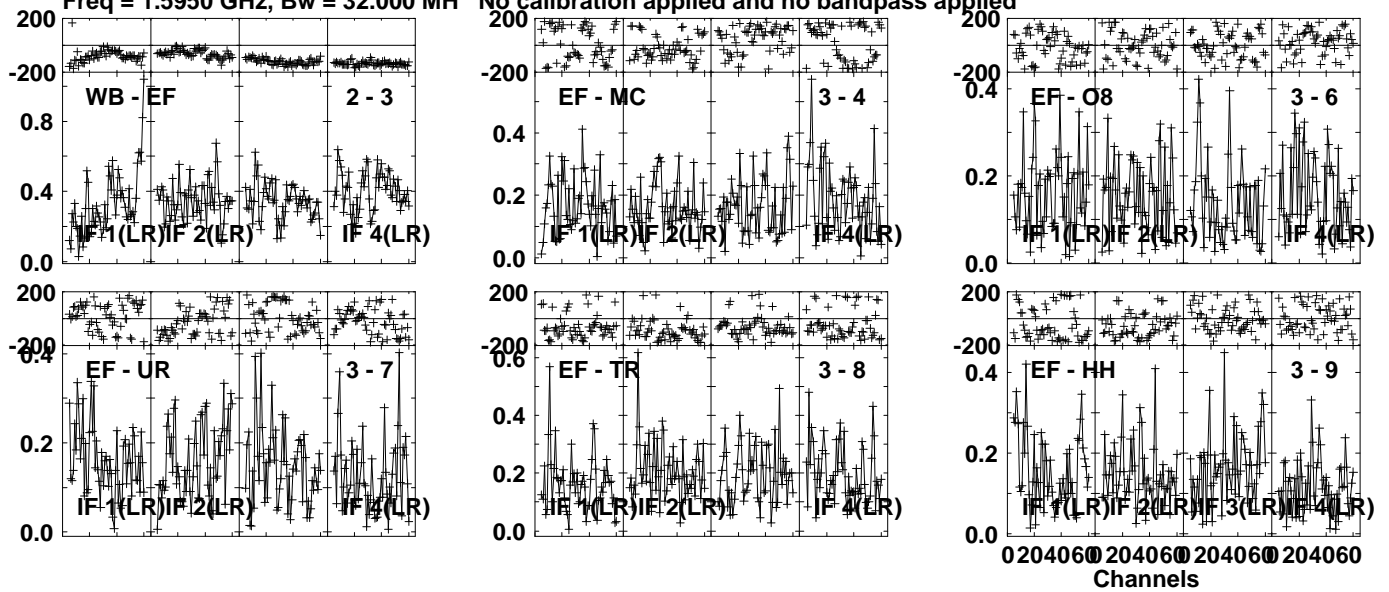 Freq = 1.5950 GHz, Bw = 32.000 MH No calibration applied and no bandpass applied
200 200 200
-200 -200 -200
WB - EF 2 - 3 EF - MC 3 - 4 EF - O8 3 - 6
0.8 0.6 0.4
0.4 0.4 0.2
0.2
IF 1(LR) IF 2(LR) IF 4(LR) IF 1(LR) IF 2(LR) IF 4(LR) IF 1(LR) IF 2(LR) IF 4(LR)
0.0 0.0 0.0
200 200 200
-200 -200 -200
0.4 0.6
EF - UR 3 - 7 EF - TR 3 - 8 EF - HH 3 - 9
0.4 0.4
0.2 0.2 0.2
IF 1(LR) IF 2(LR) IF 4(LR) IF 1(LR) IF 2(LR) IF 4(LR) IF 1(LR) IF 2(LR) IF 3(LR) IF 4(LR)
0.0 0.0 0.0
0 20 40 60 0 20 40 60 0 20 40 60 0 20 40 60
Channels